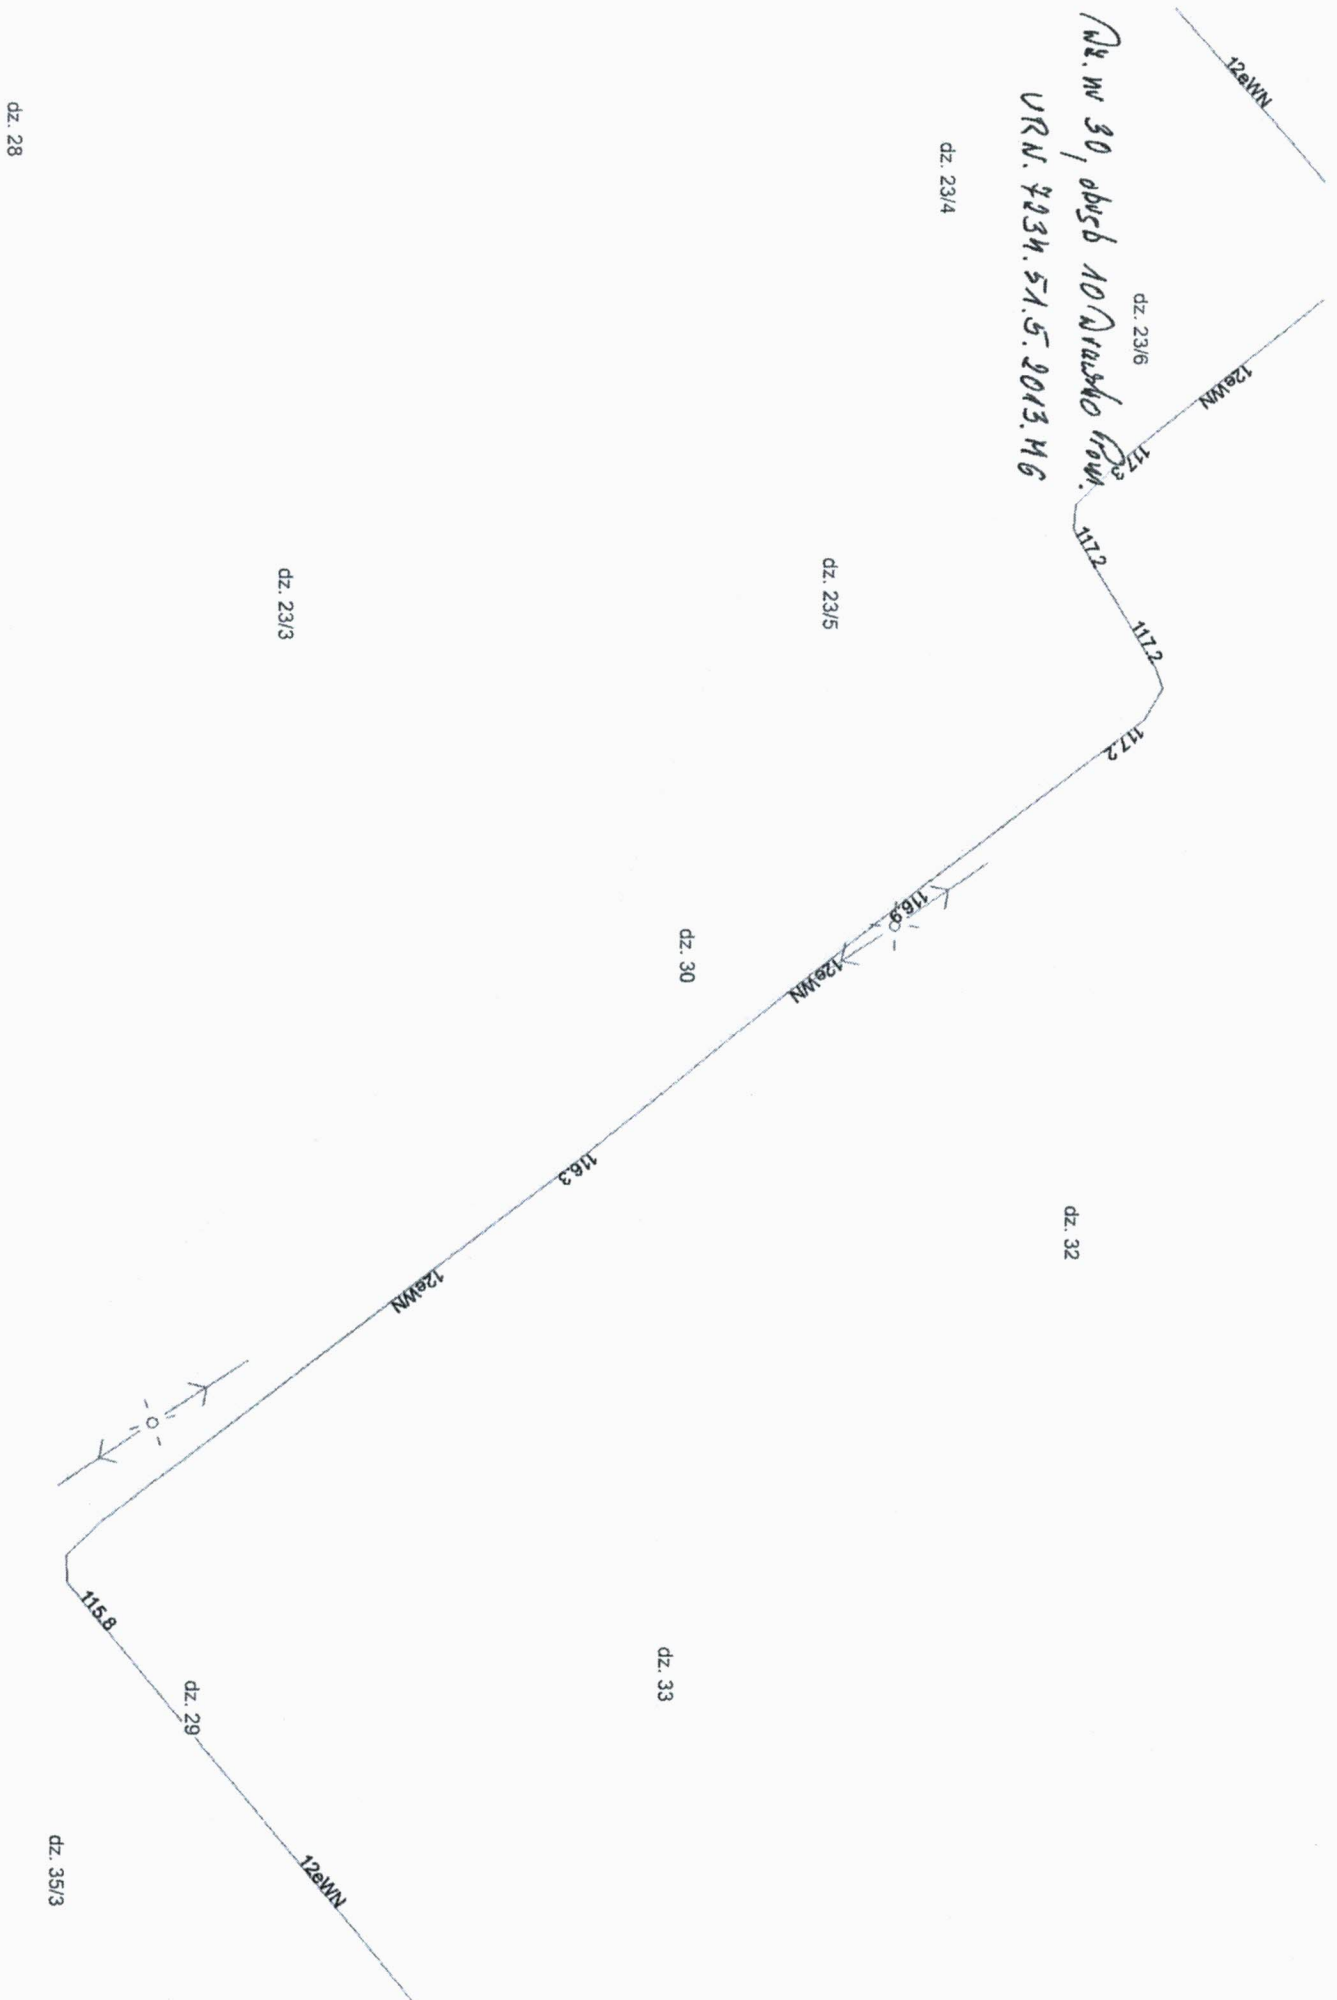 12eWN
Dz. nr 30, obręb 10 Drawsko Pom.
URN. 7234.51.5.2013.MG
dz. 23/6
12eWN
dz. 23/4
dz. 28
117.2
117.2
117.2
dz. 23/5
dz. 23/3
116.9
12eWN
dz. 30
116.3
12eWN
dz. 32
dz. 33
115.8
dz. 29
12eWN
dz. 35/3